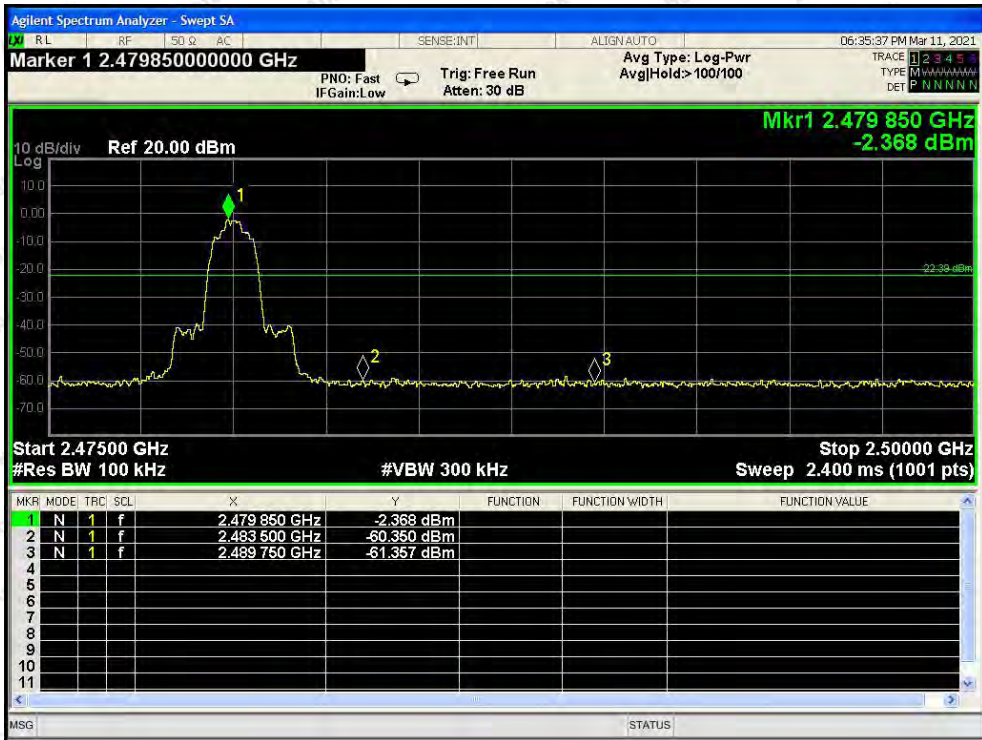 Agilent Spectrum Analyzer - Swept SA
LXI RL RF 50 Ω AC SENSE:INT ALIGN AUTO 06:35:37 PM Mar 11, 2021
Marker 1 2.479850000000 GHz
PNO: Fast
IFGain:Low
Trig: Free Run
Atten: 30 dB
Avg Type: Log-Pwr
Avg|Hold:>100/100
TRACE 1 2 3 4 5 6
TYPE M
DET P N N N N N
Mkr1 2.479 850 GHz
-2.368 dBm
10 dB/div Ref 20.00 dBm
Log
10.0
0.00
-10.0
-20.0
-30.0
-40.0
-50.0
-60.0
-70.0
1
-22.39 dBm
2
3
Start 2.47500 GHz Stop 2.50000 GHz
#Res BW 100 kHz #VBW 300 kHz Sweep 2.400 ms (1001 pts)
MKR MODE TRC SCL X Y FUNCTION FUNCTION WIDTH FUNCTION VALUE
1 N 1 f 2.479 850 GHz -2.368 dBm
2 N 1 f 2.483 500 GHz -60.350 dBm
3 N 1 f 2.489 750 GHz -61.357 dBm
4
5
6
7
8
9
10
11
MSG STATUS